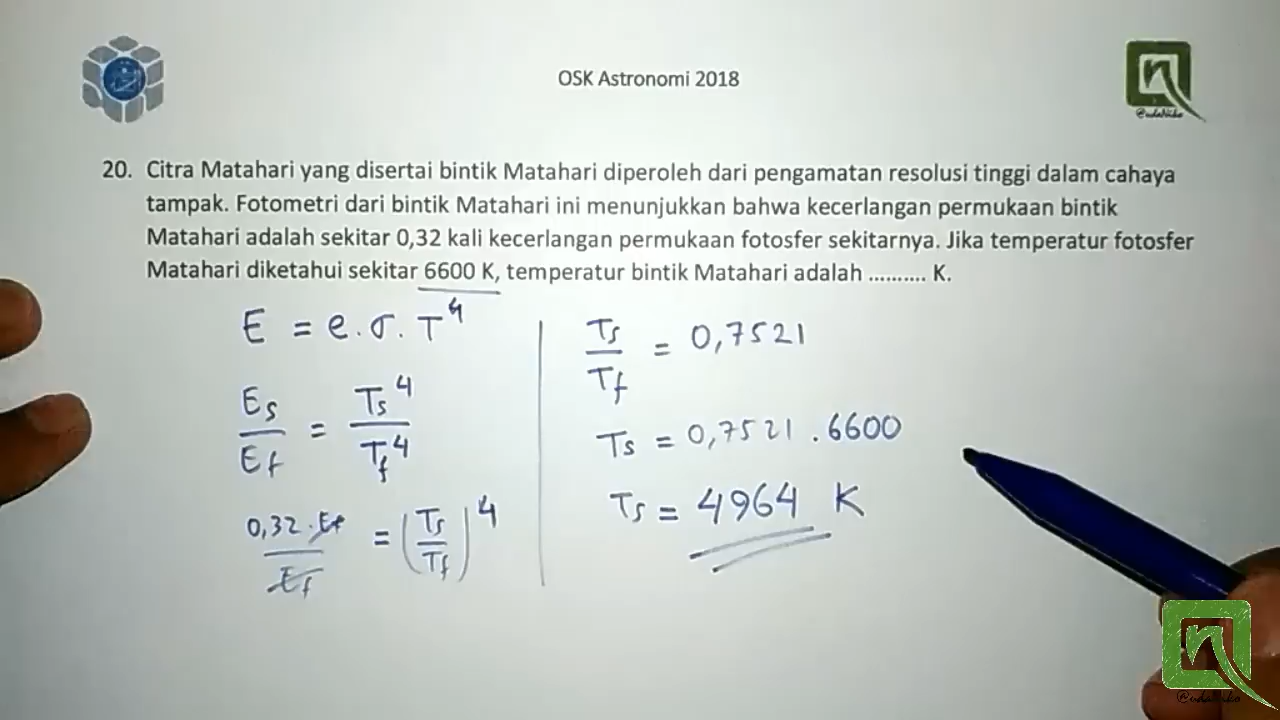 OSK Astronomi 2018
@udaNiko
20. Citra Matahari yang disertai bintik Matahari diperoleh dari pengamatan resolusi tinggi dalam cahaya
tampak. Fotometri dari bintik Matahari ini menunjukkan bahwa kecerlangan permukaan bintik
Matahari adalah sekitar 0,32 kali kecerlangan permukaan fotosfer sekitarnya. Jika temperatur fotosfer
Matahari diketahui sekitar 6600 K, temperatur bintik Matahari adalah .......... K.
E = e.σ.T⁴
Es/Ef = Ts⁴/Tf⁴
0,32.Ef/Ef = (Ts/Tf)⁴
Ts/Tf = 0,7521
Ts = 0,7521 . 6600
Ts = 4964 K
@udaNiko